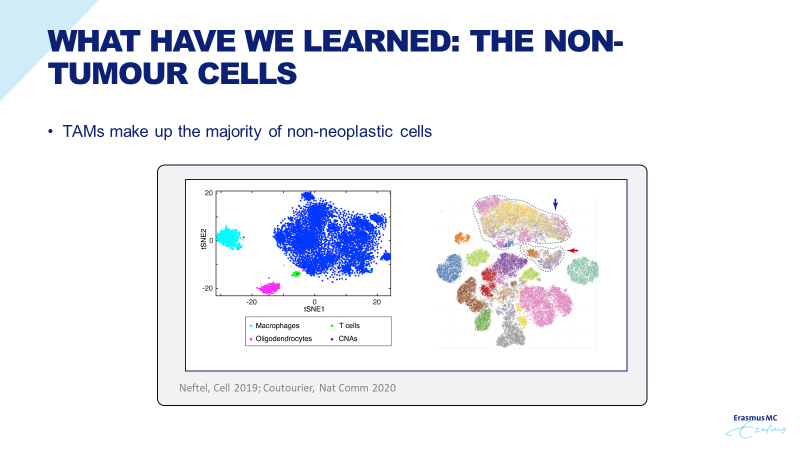 WHAT HAVE WE LEARNED: THE NON-
TUMOUR CELLS
• TAMs make up the majority of non-neoplastic cells
20
0
-20
tSNE2
-20
0
20
tSNE1
Macrophages
T cells
Oligodendrocytes
CNAs
Neftel, Cell 2019; Coutourier, Nat Comm 2020
Erasmus MC
Erasmus